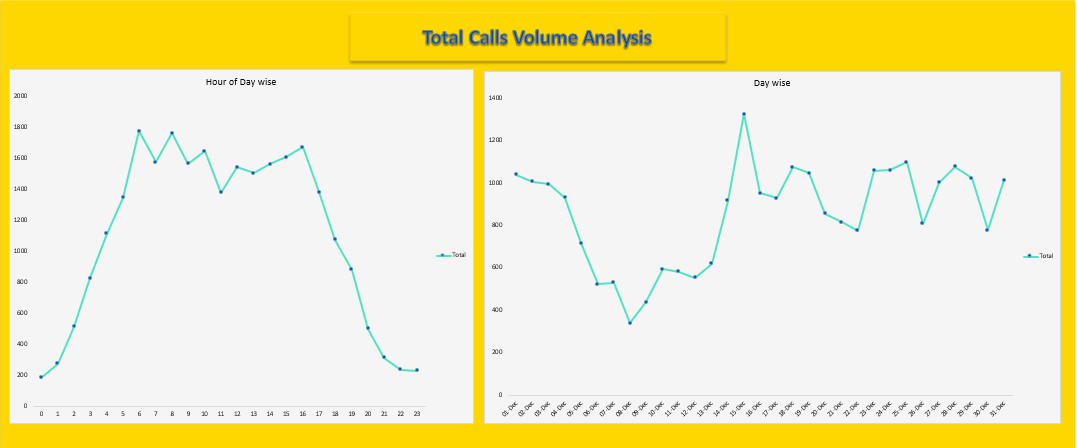 Total Calls Volume Analysis
Hour of Day wise
2000
1800
1600
1400
1200
1000
800
600
400
200
0
0 1 2 3 4 5 6 7 8 9 10 11 12 13 14 15 16 17 18 19 20 21 22 23
Total
Day wise
1400
1200
1000
800
600
400
200
0
01-Dec 02-Dec 03-Dec 04-Dec 05-Dec 06-Dec 07-Dec 08-Dec 09-Dec 10-Dec 11-Dec 12-Dec 13-Dec 14-Dec 15-Dec 16-Dec 17-Dec 18-Dec 19-Dec 20-Dec 21-Dec 22-Dec 23-Dec 24-Dec 25-Dec 26-Dec 27-Dec 28-Dec 29-Dec 30-Dec 31-Dec
Total